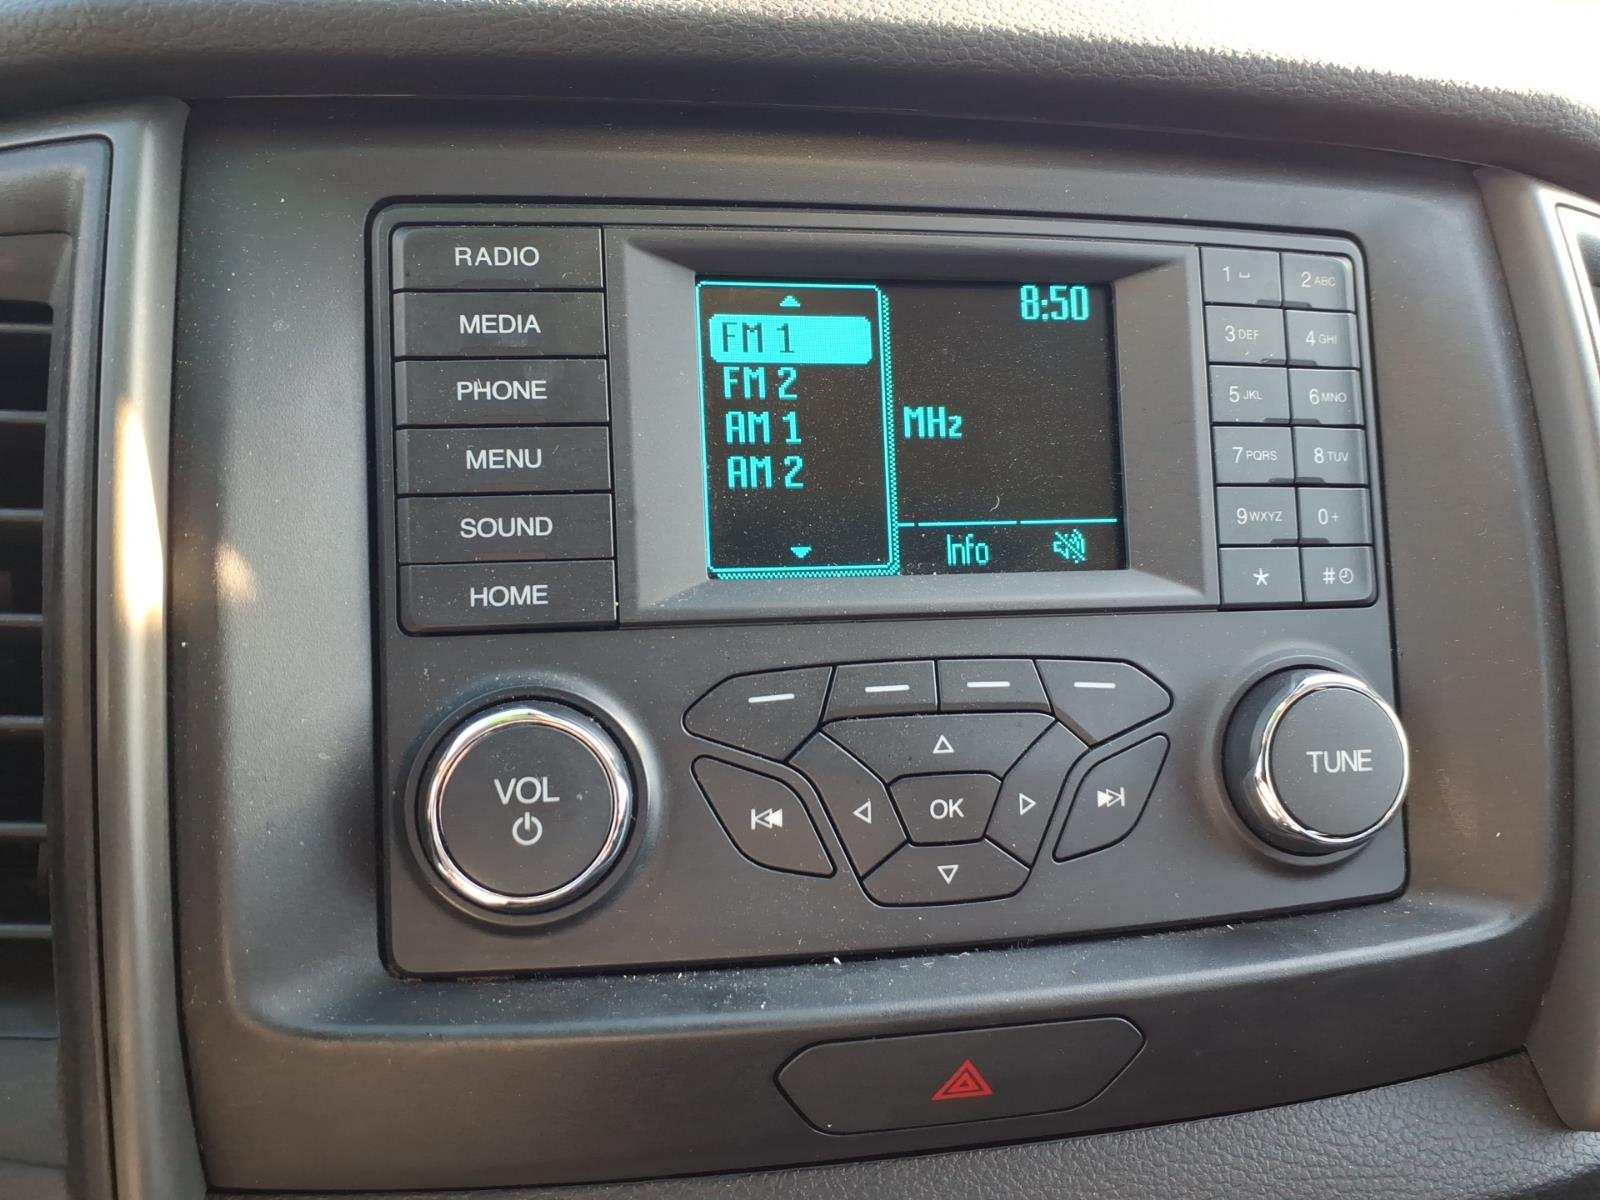 RADIO
MEDIA
PHONE
MENU
SOUND
HOME
8:50
FM 1
FM 2
AM 1
AM 2
MHz
Info
1
2 ABC
3 DEF
4 GHI
5 JKL
6 MNO
7 PQRS
8 TUV
9 WXYZ
0 +
*
#
VOL
OK
TUNE